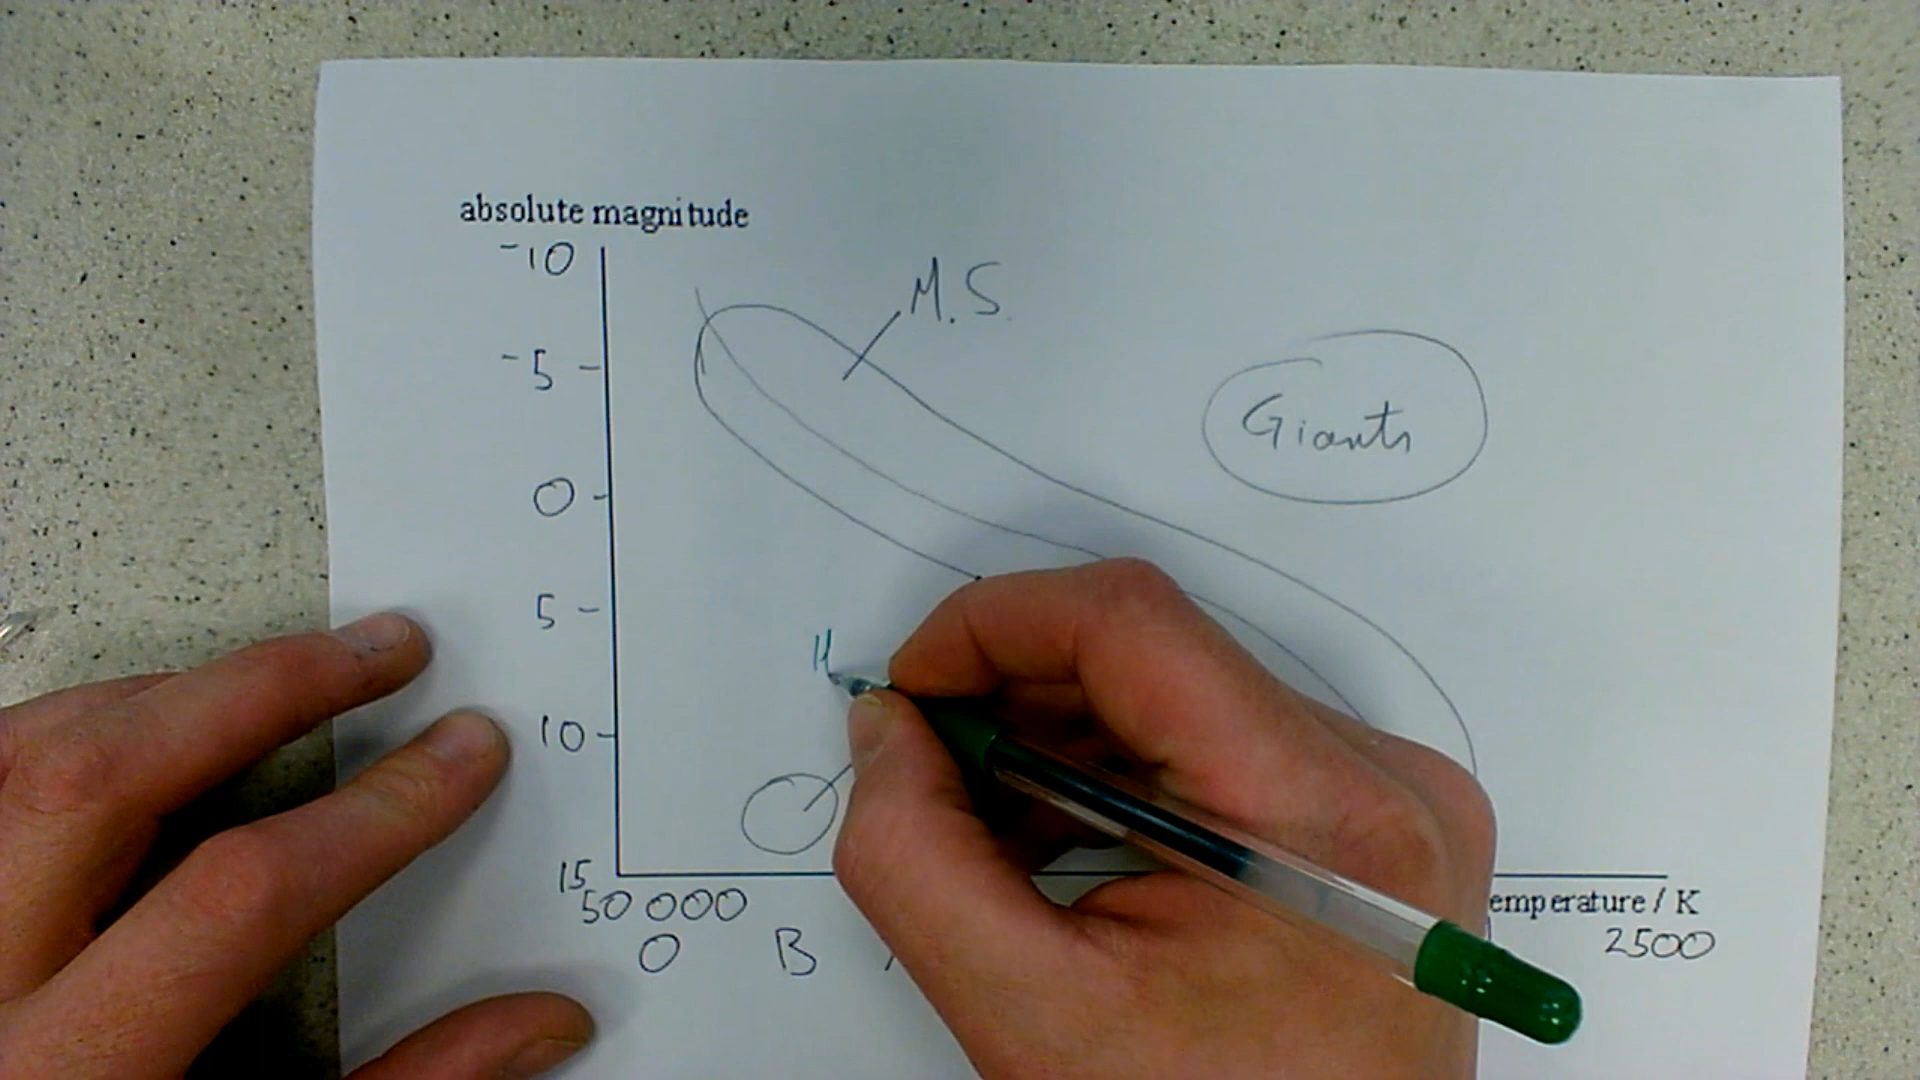 absolute magnitude
-10
M.S.
-5
Giants
0
5
H
10
15
50 000
emperature / K
2500
O B